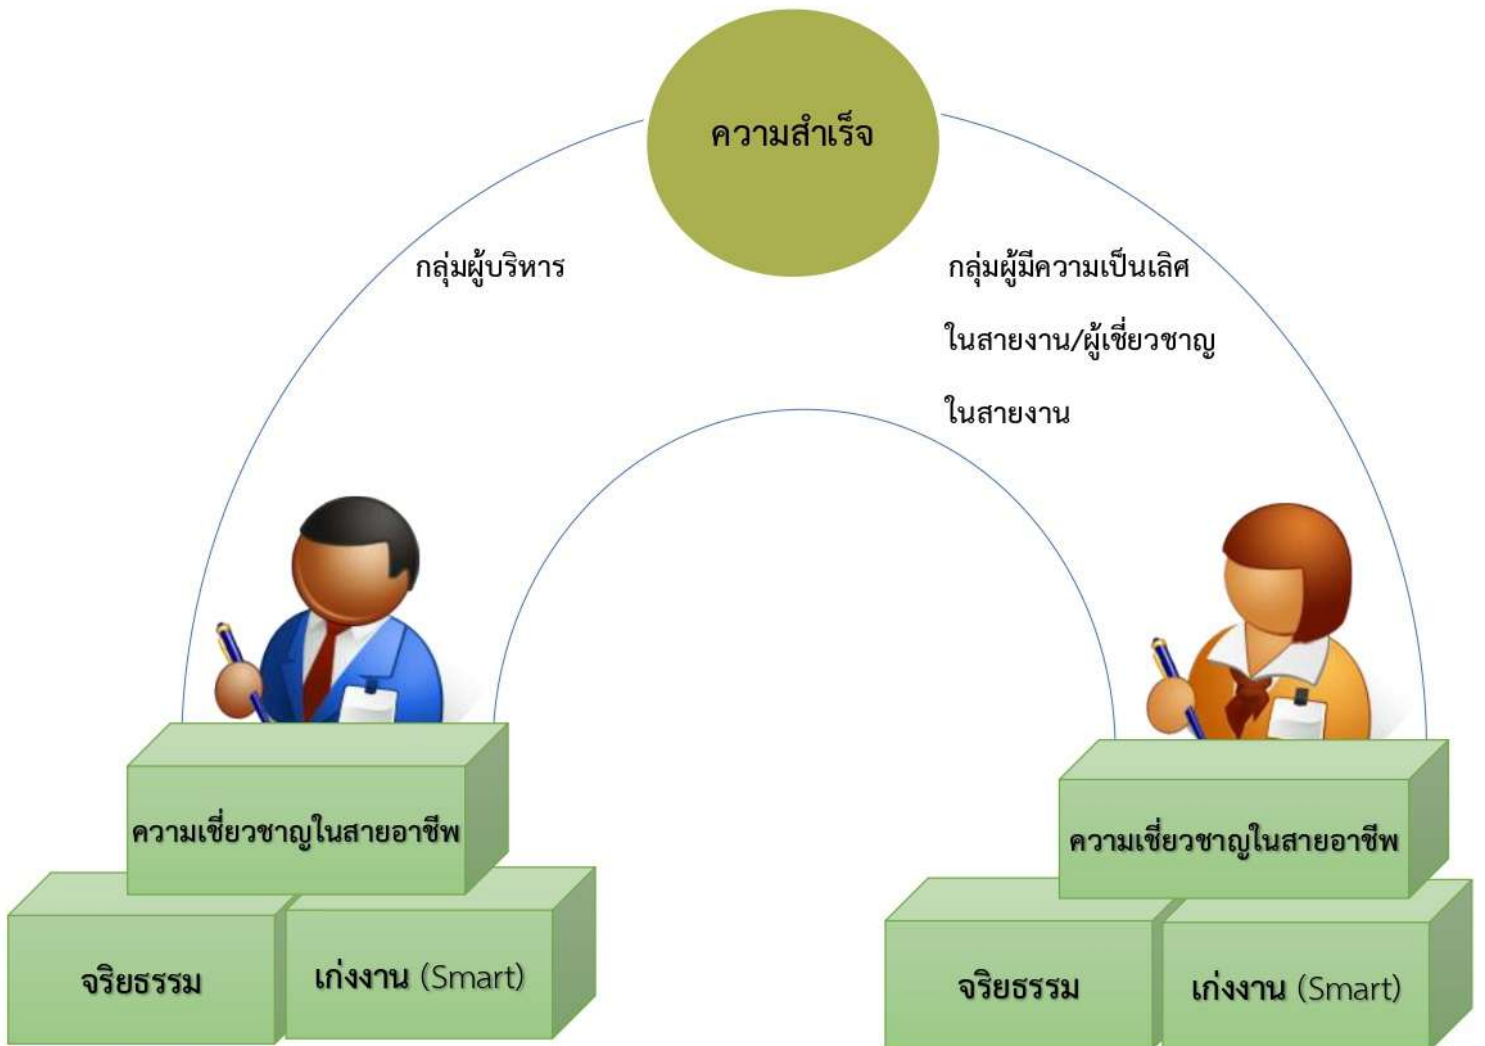 ความสำเร็จ
กลุ่มผู้บริหาร
กลุ่มผู้มีความเป็นเลิศ
ในสายงาน/ผู้เชี่ยวชาญ
ในสายงาน
ความเชี่ยวชาญในสายอาชีพ
จริยธรรม
เก่งงาน (Smart)
ความเชี่ยวชาญในสายอาชีพ
จริยธรรม
เก่งงาน (Smart)